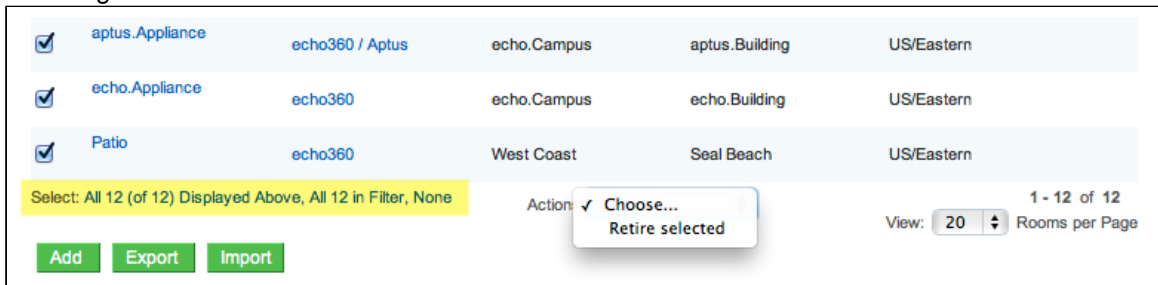 aptus.Appliance echo360 / Aptus echo.Campus aptus.Building US/Eastern
echo.Appliance echo360 echo.Campus echo.Building US/Eastern
Patio echo360 West Coast Seal Beach US/Eastern
Select: All 12 (of 12) Displayed Above, All 12 in Filter, None Action ✓ Choose... 1 - 12 of 12
Retire selected View: 20 Rooms per Page
Add Export Import